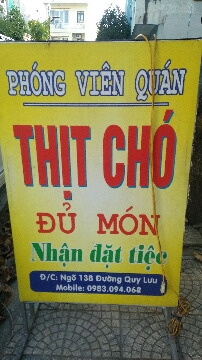 PHÓNG VIÊN QUÁN
THỊT CHÓ
ĐỦ MÓN
Nhận đặt tiệc
Đ/C: Ngõ 138 Đường Quy Lưu
Mobile: 0983.094.068